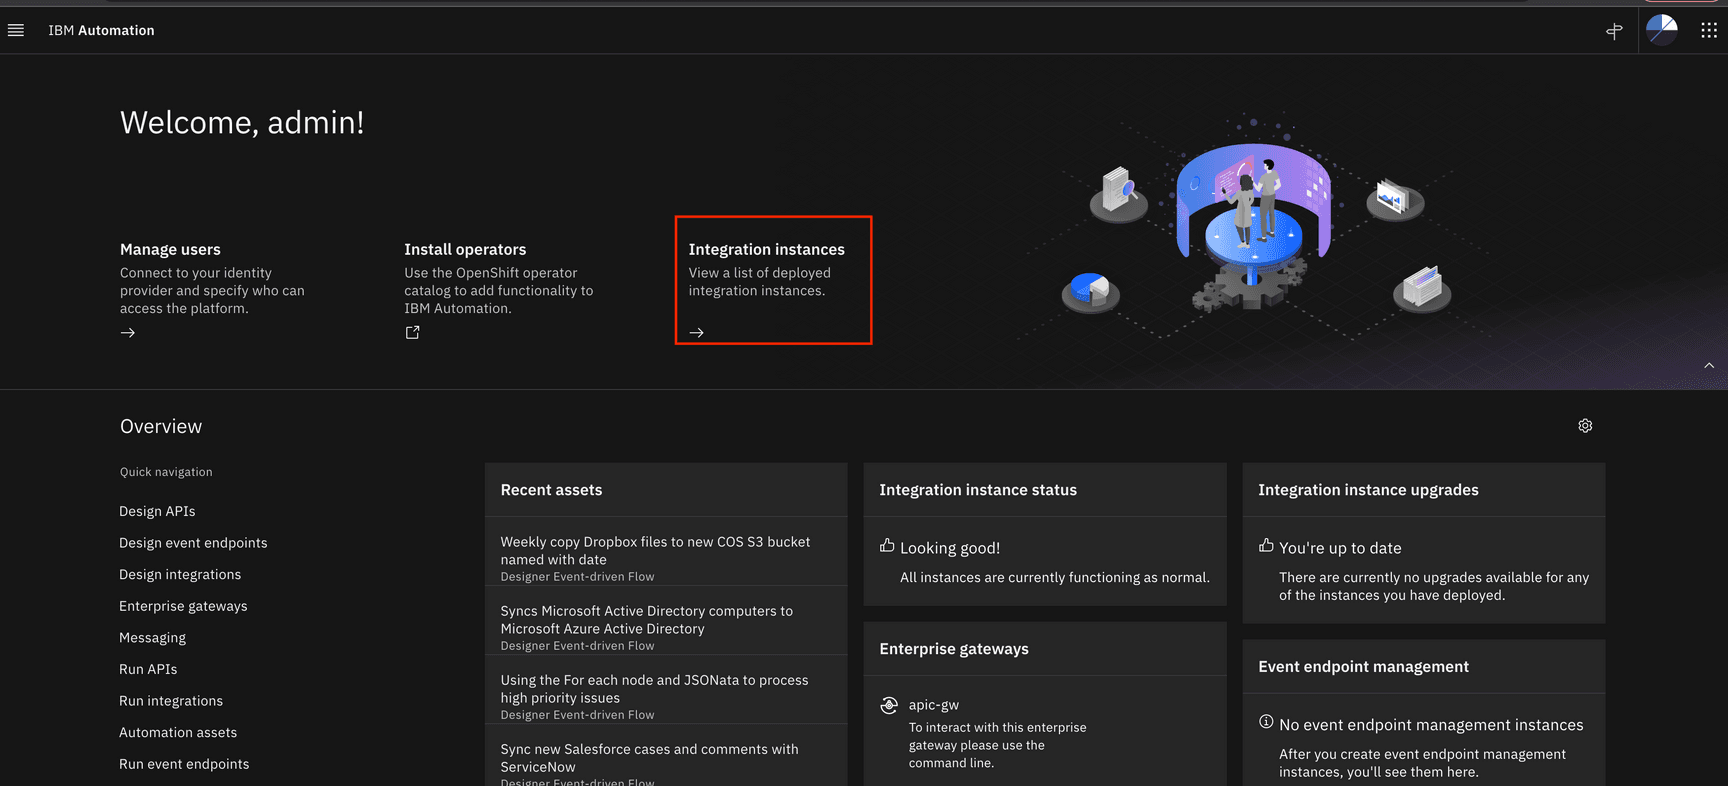 IBM Automation
Welcome, admin!
Manage users
Connect to your identity
provider and specify who can
access the platform.
Install operators
Use the OpenShift operator
catalog to add functionality to
IBM Automation.
Integration instances
View a list of deployed
integration instances.
Overview
Quick navigation
Design APIs
Design event endpoints
Design integrations
Enterprise gateways
Messaging
Run APIs
Run integrations
Automation assets
Run event endpoints
Recent assets
Weekly copy Dropbox files to new COS S3 bucket
named with date
Designer Event-driven Flow
Syncs Microsoft Active Directory computers to
Microsoft Azure Active Directory
Designer Event-driven Flow
Using the For each node and JSONata to process
high priority issues
Designer Event-driven Flow
Sync new Salesforce cases and comments with
ServiceNow
Designer Event-driven Flow
Integration instance status
Looking good!
All instances are currently functioning as normal.
Enterprise gateways
apic-gw
To interact with this enterprise
gateway please use the
command line.
Integration instance upgrades
You're up to date
There are currently no upgrades available for any
of the instances you have deployed.
Event endpoint management
No event endpoint management instances
After you create event endpoint management
instances, you'll see them here.